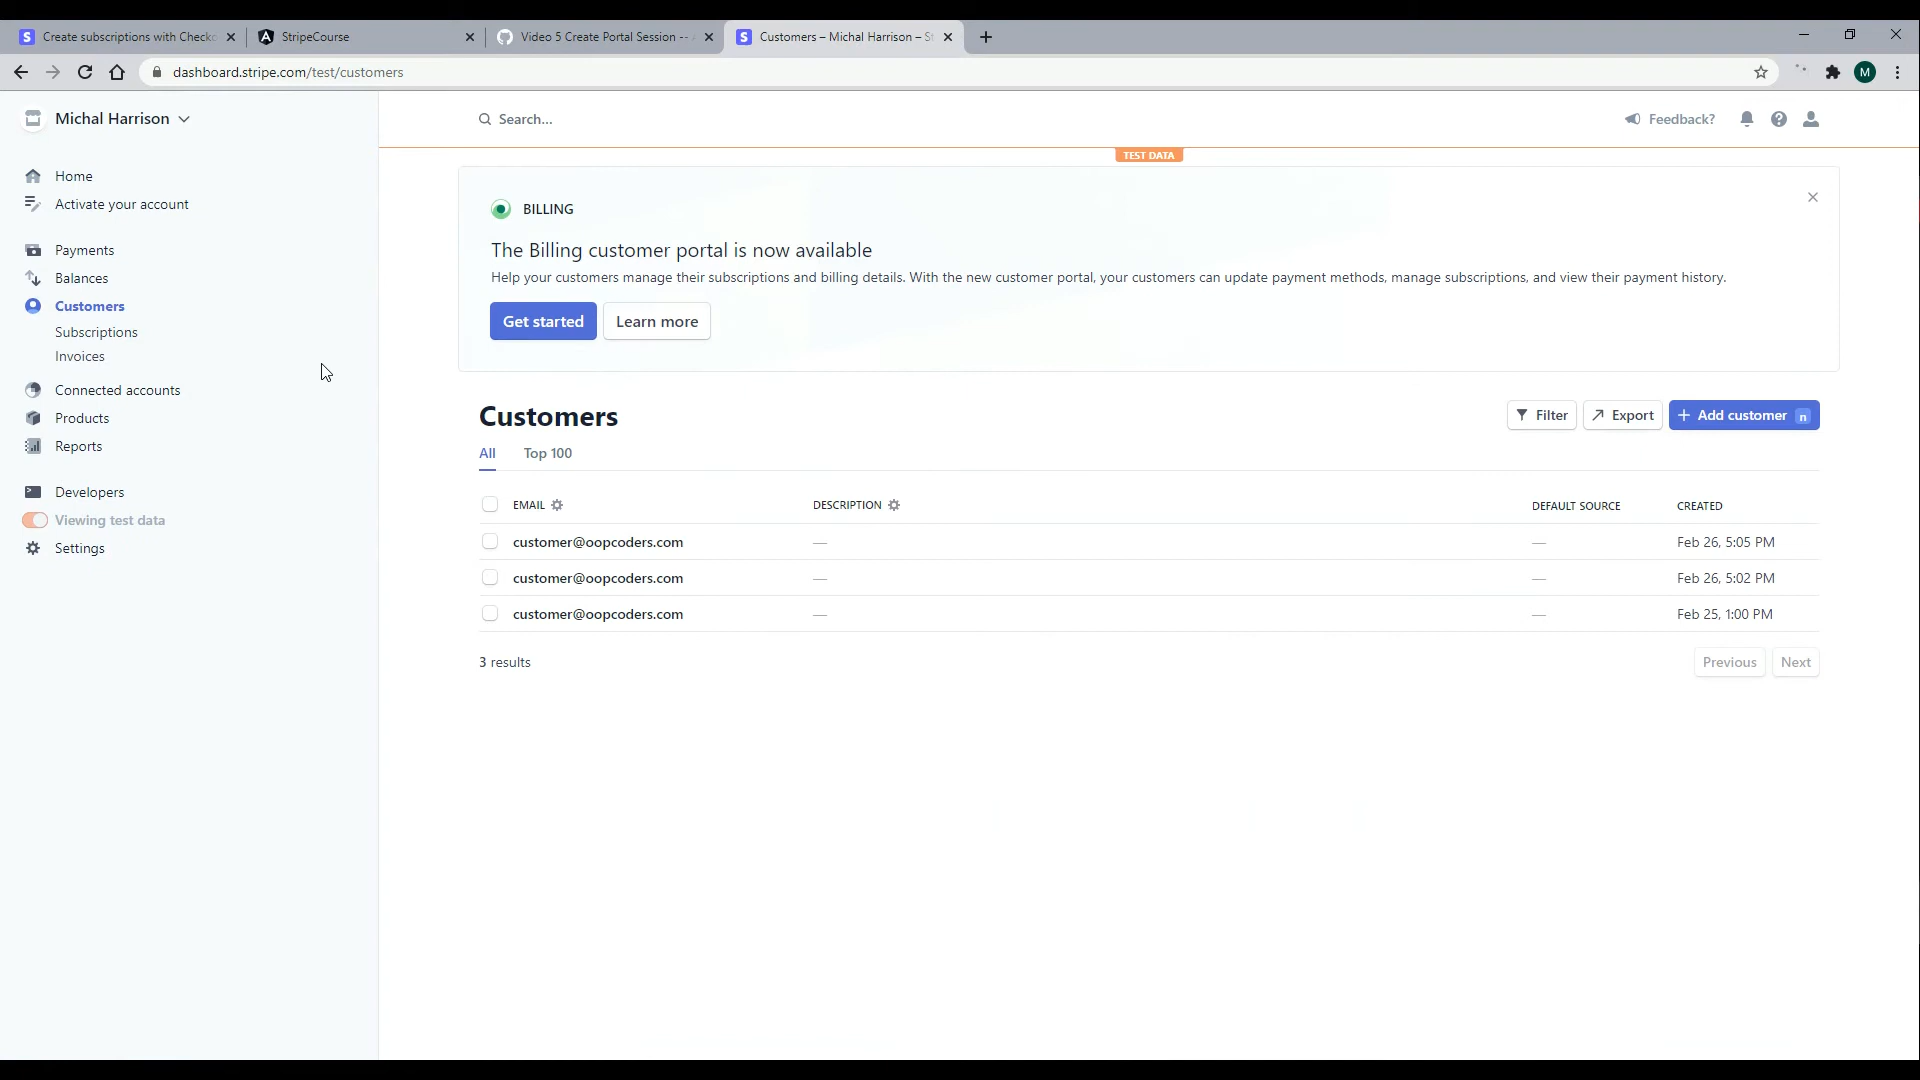 Create subscriptions with Checko
StripeCourse
Video 5 Create Portal Session --
Customers – Michal Harrison – S
dashboard.stripe.com/test/customers
M
Michal Harrison
Search...
Feedback?
TEST DATA
Home
Activate your account
Payments
Balances
Customers
Subscriptions
Invoices
Connected accounts
Products
Reports
Developers
Viewing test data
Settings
BILLING
The Billing customer portal is now available
Help your customers manage their subscriptions and billing details. With the new customer portal, your customers can update payment methods, manage subscriptions, and view their payment history.
Get started Learn more
Customers
Filter Export + Add customer n
All Top 100
EMAIL DESCRIPTION DEFAULT SOURCE CREATED
customer@oopcoders.com — — Feb 26, 5:05 PM
customer@oopcoders.com — — Feb 26, 5:02 PM
customer@oopcoders.com — — Feb 25, 1:00 PM
3 results
Previous Next